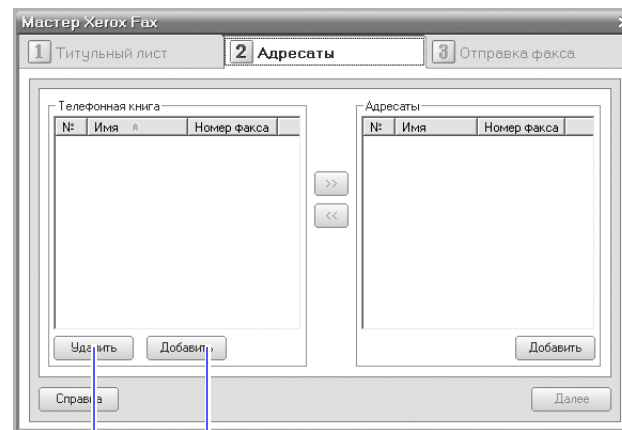 Мастер Xerox Fax
1 Титульный лист 2 Адресаты 3 Отправка факса
Телефонная книга Адресаты
№ Имя Номер факса № Имя Номер факса
>>
<<
Удалить Добавить Добавить
Справка Далее